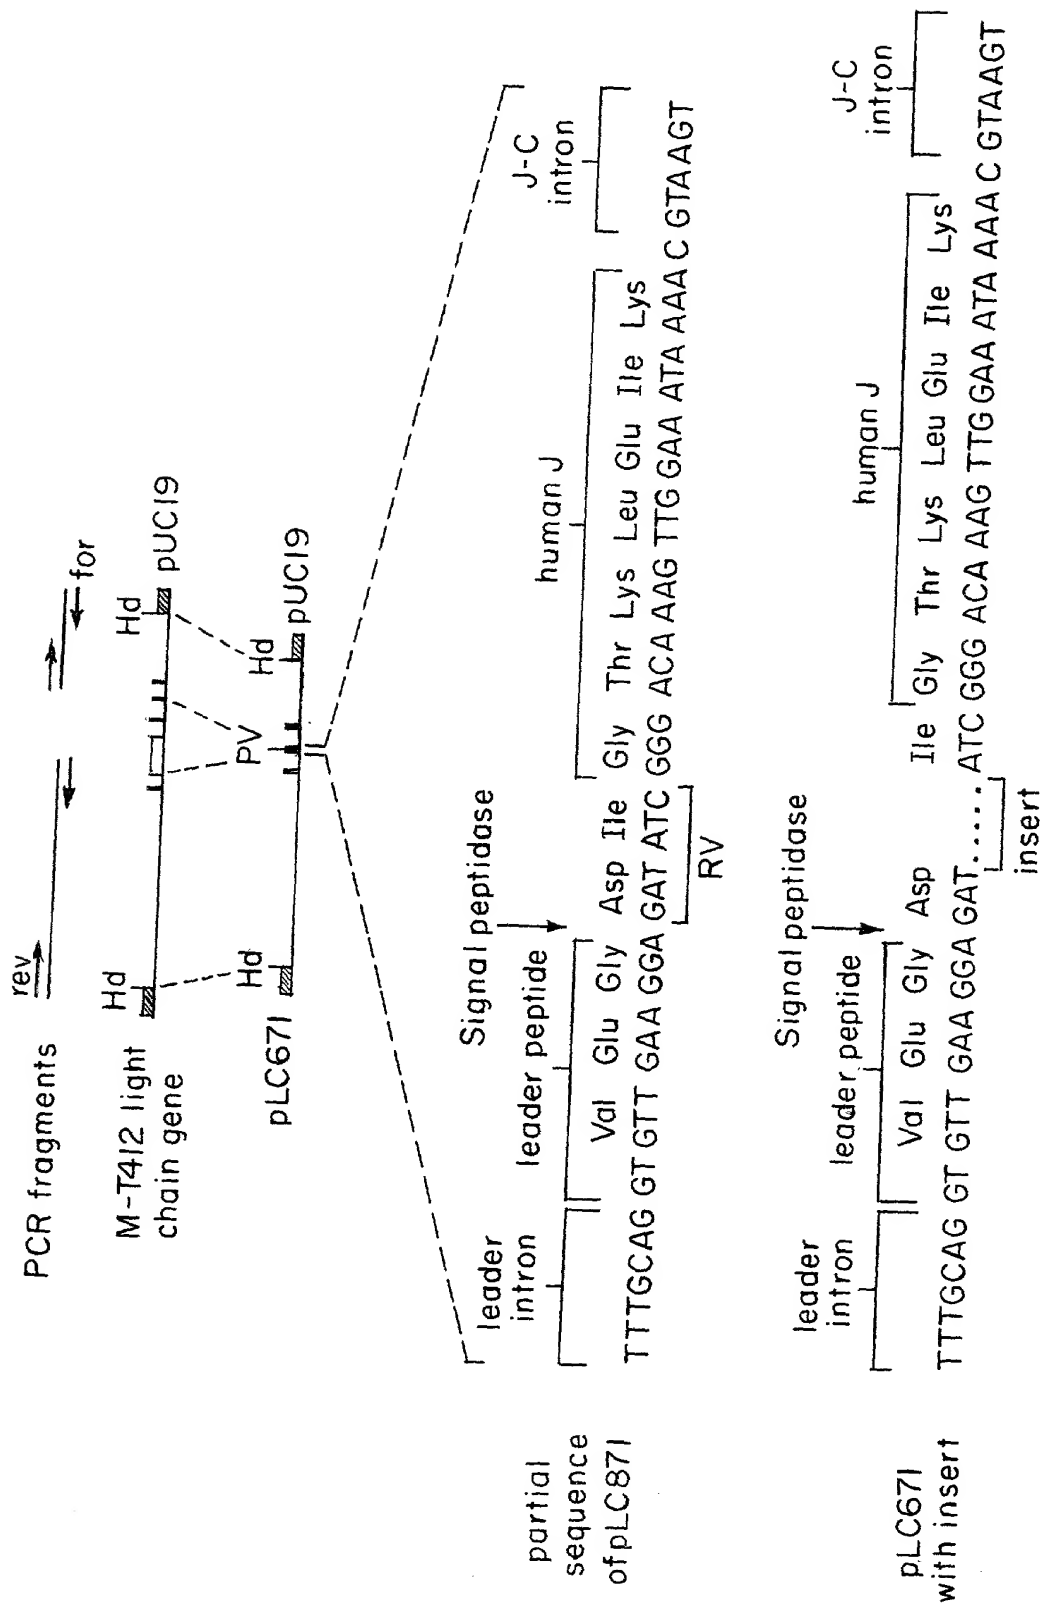 PCR fragments
rev
for
M-T412 light
chain gene
Hd
Hd
pUC19
pLC671
Hd
PV
Hd
pUC19
Signal peptidase
leader
intron
leader peptide
human J
J-C
intron
Val Glu Gly Asp Ile Gly Thr Lys Leu Glu Ile Lys
TTTGCAG GT GTT GAA GGA GAT ATC GGG ACA AAG TTG GAA ATA AAA C GTAAGT
RV
partial
sequence
of pLC871
Signal peptidase
leader
intron
leader peptide
human J
J-C
intron
Val Glu Gly Asp Ile Gly Thr Lys Leu Glu Ile Lys
TTTGCAG GT GTT GAA GGA GAT.....ATC GGG ACA AAG TTG GAA ATA AAA C GTAAGT
insert
pLC671
with insert